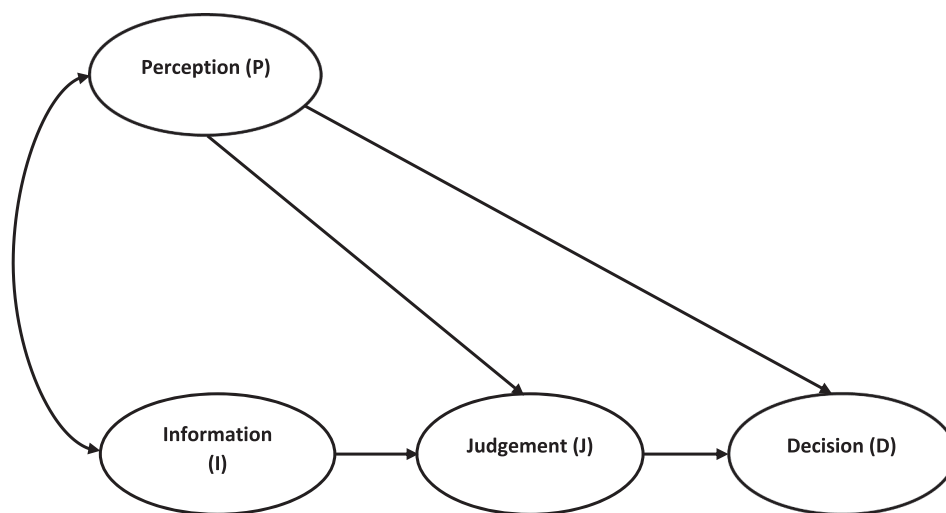 Perception (P)
Information
(I)
Judgement (J)
Decision (D)